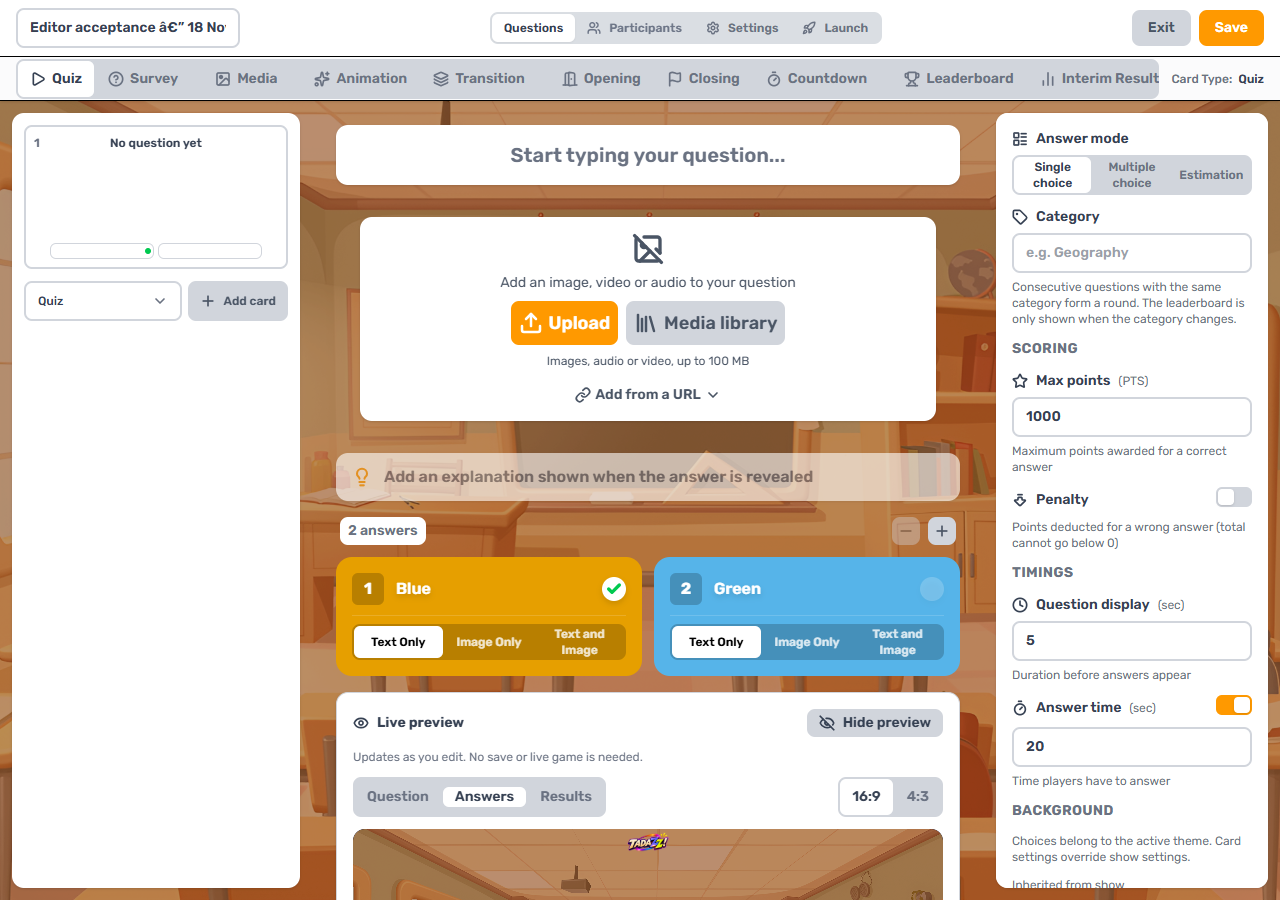 Editor acceptance â€” 18 No
Questions
Participants
Settings
Launch
Exit
Save
Quiz
Survey
Media
Animation
Transition
Opening
Closing
Countdown
Leaderboard
Interim Result
Card Type: Quiz
1
No question yet
Quiz
Add card
Start typing your question...
Add an image, video or audio to your question
Upload
Media library
Images, audio or video, up to 100 MB
Add from a URL
Add an explanation shown when the answer is revealed
2 answers
1
Blue
Text Only
Image Only
Text and
Image
2
Green
Text Only
Image Only
Text and
Image
Live preview
Hide preview
Updates as you edit. No save or live game is needed.
Question
Answers
Results
16:9
4:3
TADAZZ!
Answer mode
Single
choice
Multiple
choice
Estimation
Category
e.g. Geography
Consecutive questions with the same
category form a round. The leaderboard is
only shown when the category changes.
SCORING
Max points (PTS)
1000
Maximum points awarded for a correct
answer
Penalty
Points deducted for a wrong answer (total
cannot go below 0)
TIMINGS
Question display (sec)
5
Duration before answers appear
Answer time (sec)
20
Time players have to answer
BACKGROUND
Choices belong to the active theme. Card
settings override show settings.
Inherited from show